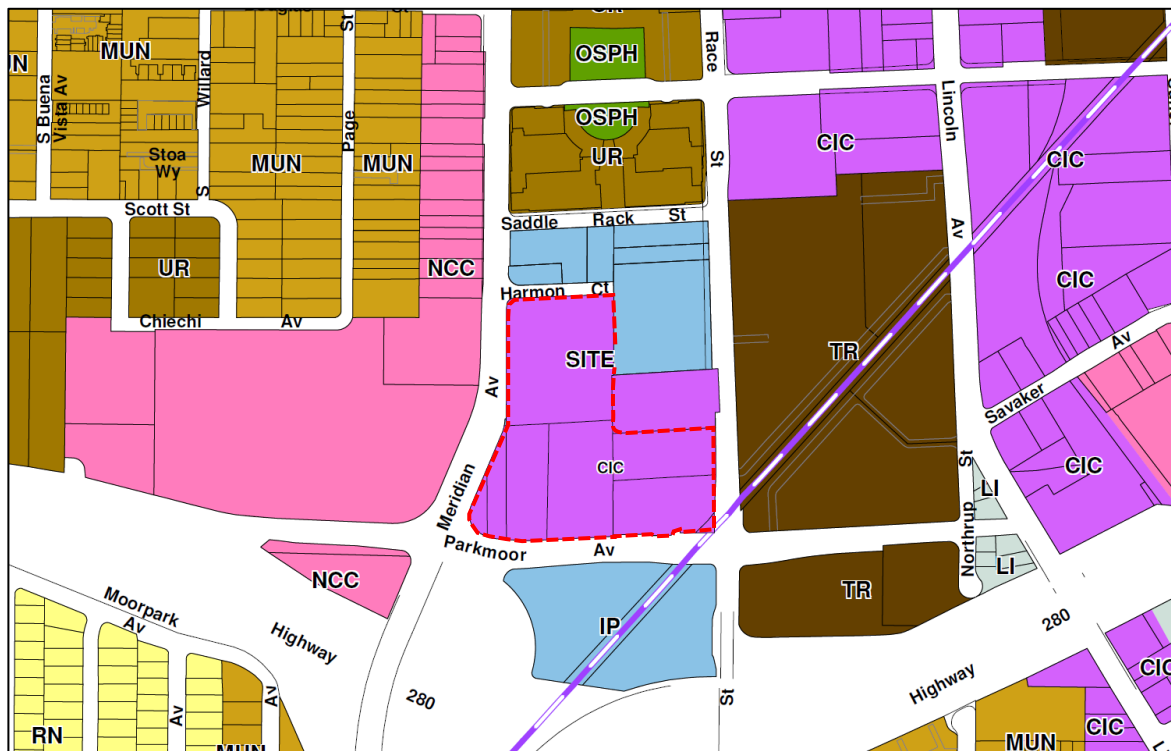 St
St
UR
MUN
UN
S Buena
Vista Av
Willard
S
Page
OSPH
Race
Lincoln
OSPH
Stoa
Wy
MUN
MUN
UR
St
CIC
CIC
Scott St
Saddle Rack St
Av
UR
NCC
CIC
Harmon Ct
Chiechi Av
SITE
TR
Av
Av
Savaker
CIC
CIC
St
LI
Meridian
Parkmoor Av
Northrup
LI
NCC
TR
Moorpark
Av
IP
280
Highway
280
Highway
St
Av
Av
RN
MUN
MUN
CIC
CIC